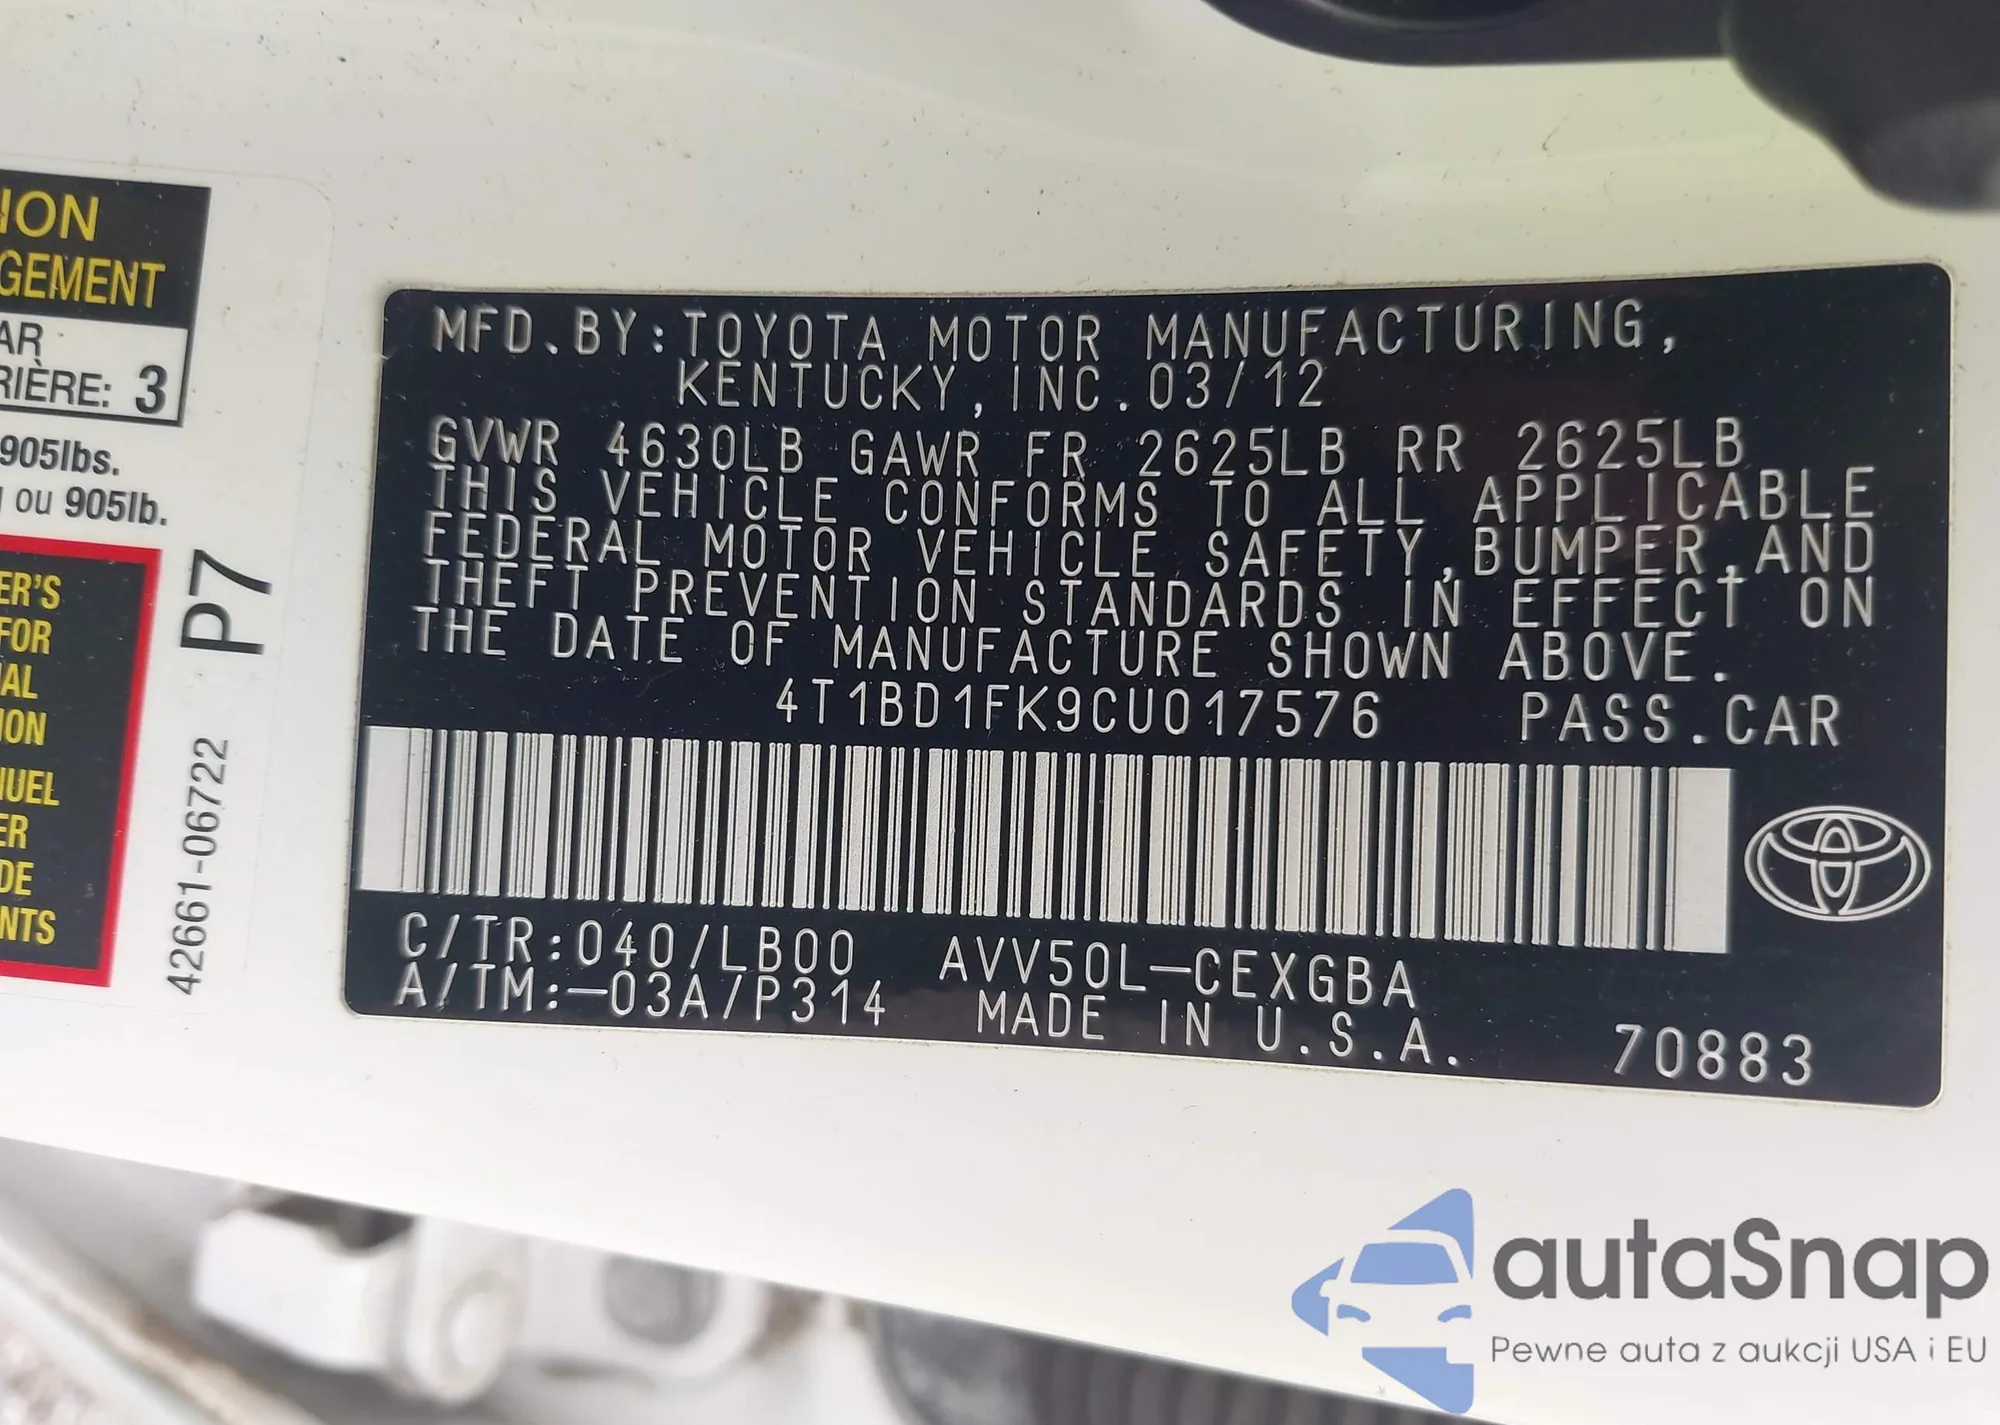 ION
GEMENT
AR
RIÈRE: 3
905lbs.
ou 905lb.
ER'S
FOR
AL
ION
UEL
ER
DE
NTS
P7
42661-06722
MFD.BY:TOYOTA MOTOR MANUFACTURING,
KENTUCKY,INC.03/12
GVWR 4630LB GAWR FR 2625LB RR 2625LB
THIS VEHICLE CONFORMS TO ALL APPLICABLE
FEDERAL MOTOR VEHICLE SAFETY,BUMPER,AND
THEFT PREVENTION STANDARDS IN EFFECT ON
THE DATE OF MANUFACTURE SHOWN ABOVE.
4T1BD1FK9CU017576 PASS.CAR
C/TR:040/LB00 AVV50L-CEXGBA
A/TM:-03A/P314 MADE IN U.S.A. 70883
autaSnap
Pewne auta z aukcji USA i EU